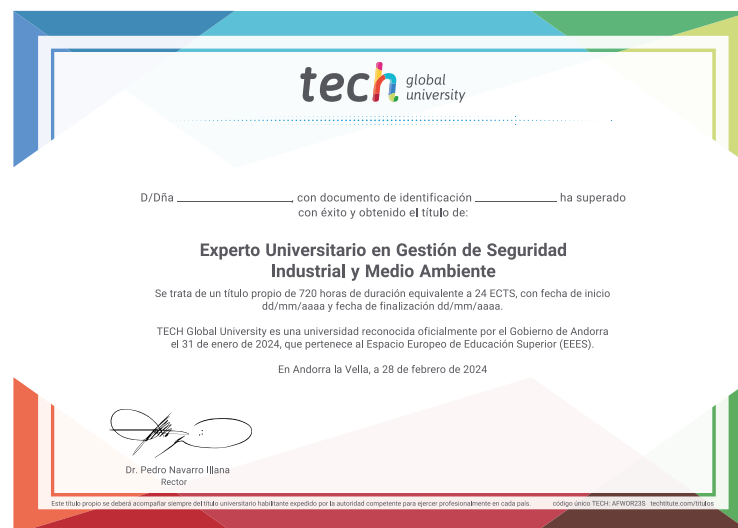 tech global university
D/Dña ________________, con documento de identificación ____________ ha superado
con éxito y obtenido el título de:
Experto Universitario en Gestión de Seguridad
Industrial y Medio Ambiente
Se trata de un título propio de 720 horas de duración equivalente a 24 ECTS, con fecha de inicio
dd/mm/aaaa y fecha de finalización dd/mm/aaaa.
TECH Global University es una universidad reconocida oficialmente por el Gobierno de Andorra
el 31 de enero de 2024, que pertenece al Espacio Europeo de Educación Superior (EEES).
En Andorra la Vella, a 28 de febrero de 2024
Dr. Pedro Navarro Illana
Rector
Este título propio se deberá acompañar siempre del título universitario habilitante expedido por la autoridad competente para ejercer profesionalmente en cada país. código único TECH: AFWOR23S techtitute.com/titulos